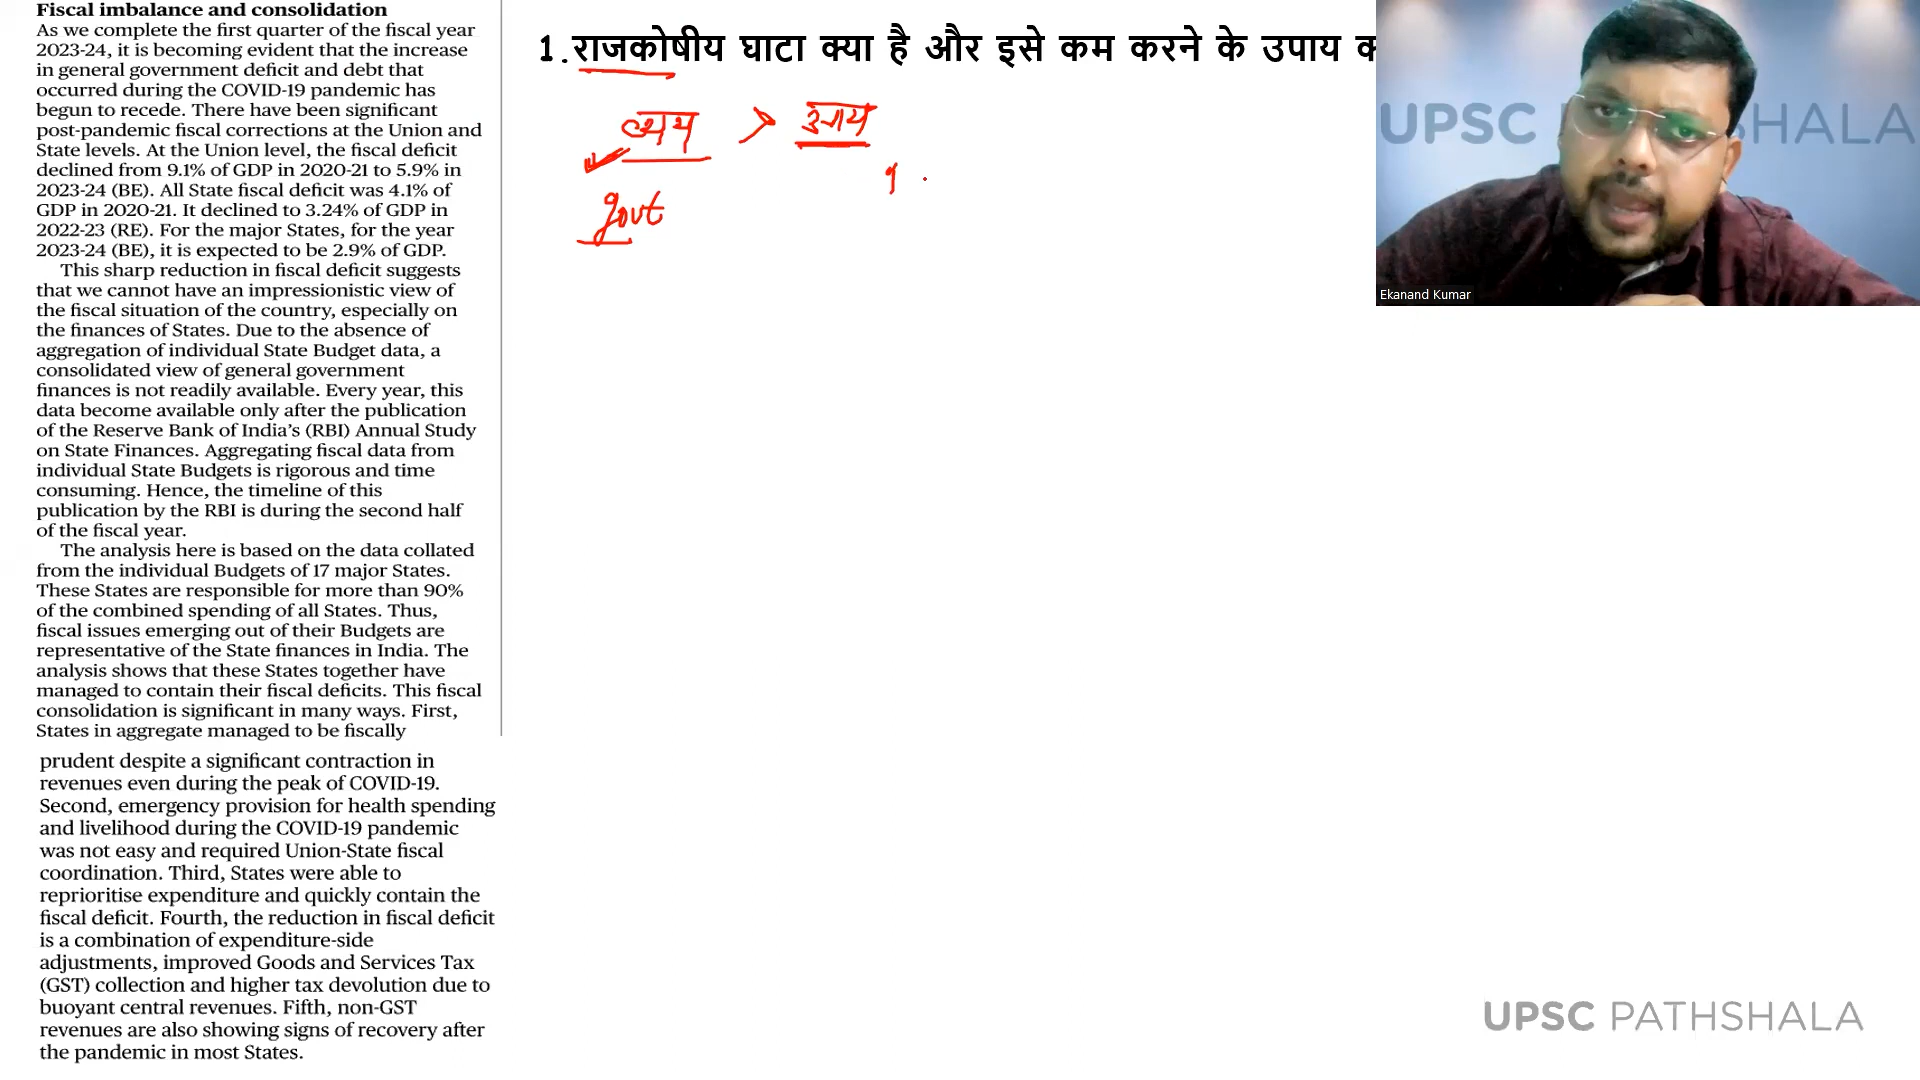 Fiscal imbalance and consolidation
As we complete the first quarter of the fiscal year
2023-24, it is becoming evident that the increase
in general government deficit and debt that
occurred during the COVID-19 pandemic has
begun to recede. There have been significant
post-pandemic fiscal corrections at the Union and
State levels. At the Union level, the fiscal deficit
declined from 9.1% of GDP in 2020-21 to 5.9% in
2023-24 (BE). All State fiscal deficit was 4.1% of
GDP in 2020-21. It declined to 3.24% of GDP in
2022-23 (RE). For the major States, for the year
2023-24 (BE), it is expected to be 2.9% of GDP.
This sharp reduction in fiscal deficit suggests
that we cannot have an impressionistic view of
the fiscal situation of the country, especially on
the finances of States. Due to the absence of
aggregation of individual State Budget data, a
consolidated view of general government
finances is not readily available. Every year, this
data become available only after the publication
of the Reserve Bank of India’s (RBI) Annual Study
on State Finances. Aggregating fiscal data from
individual State Budgets is rigorous and time
consuming. Hence, the timeline of this
publication by the RBI is during the second half
of the fiscal year.
The analysis here is based on the data collated
from the individual Budgets of 17 major States.
These States are responsible for more than 90%
of the combined spending of all States. Thus,
fiscal issues emerging out of their Budgets are
representative of the State finances in India. The
analysis shows that these States together have
managed to contain their fiscal deficits. This fiscal
consolidation is significant in many ways. First,
States in aggregate managed to be fiscally
prudent despite a significant contraction in
revenues even during the peak of COVID-19.
Second, emergency provision for health spending
and livelihood during the COVID-19 pandemic
was not easy and required Union-State fiscal
coordination. Third, States were able to
reprioritise expenditure and quickly contain the
fiscal deficit. Fourth, the reduction in fiscal deficit
is a combination of expenditure-side
adjustments, improved Goods and Services Tax
(GST) collection and higher tax devolution due to
buoyant central revenues. Fifth, non-GST
revenues are also showing signs of recovery after
the pandemic in most States.
1.राजकोषीय घाटा क्या है और इसे कम करने के उपाय
व्यय > आय
govt
UPSC P SHALA
Ekanand Kumar
UPSC PATHSHALA